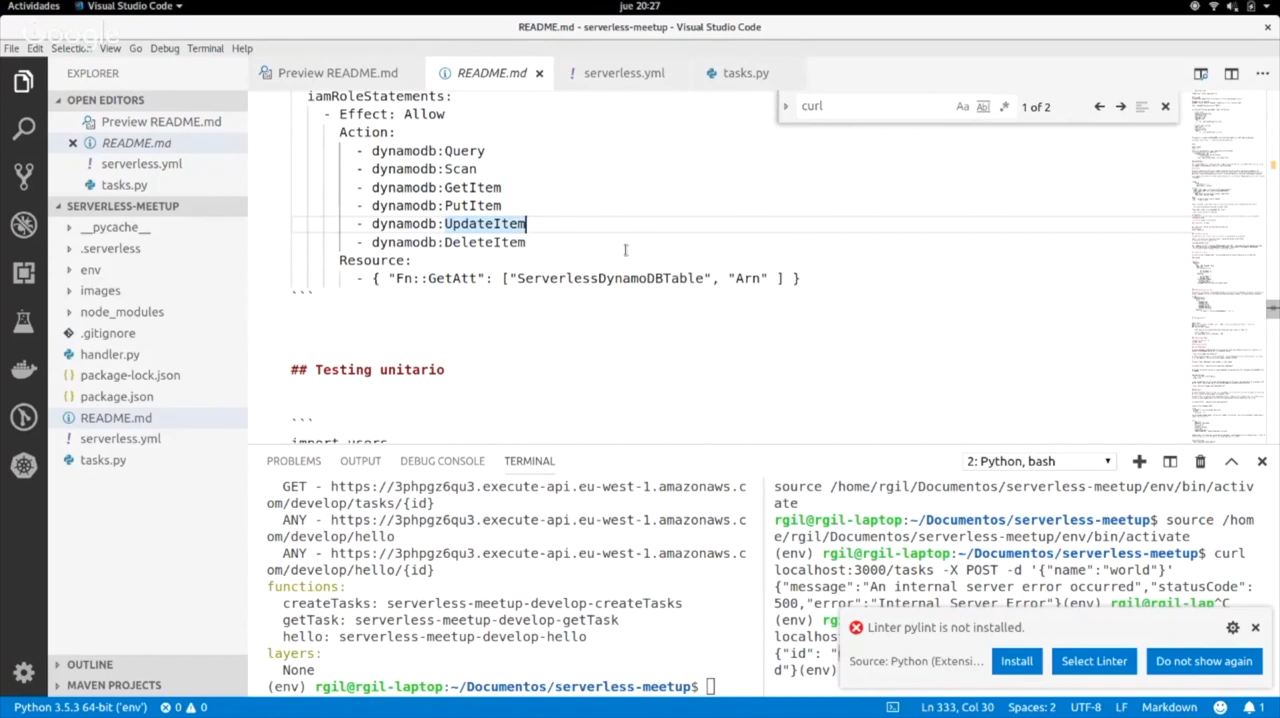 Actividades Visual Studio Code jue 20:27
README.md - serverless-meetup - Visual Studio Code
File Edit Selection View Go Debug Terminal Help
EXPLORER
OPEN EDITORS
Preview README.md
README.md
serverless.yml
tasks.py
SERVERLESS-MEETUP
__pycache__
.serverless
env
images
node_modules
.gitignore
handler.py
package-lock.json
package.json
README.md
serverless.yml
tasks.py
OUTLINE
MAVEN PROJECTS
Preview README.md README.md serverless.yml tasks.py
curl 1 of 2
iamRoleStatements:
- Effect: Allow
Action:
- dynamodb:Query
- dynamodb:Scan
- dynamodb:GetItem
- dynamodb:PutItem
- dynamodb:UpdateItem
- dynamodb:DeleteItem
Resource:
- { "Fn::GetAtt": ["ServerlessDynamoDBTable", "Arn" ] }
```
## Testing unitario
```
import users
PROBLEMS OUTPUT DEBUG CONSOLE TERMINAL 2: Python, bash
GET - https://3phpgz6qu3.execute-api.eu-west-1.amazonaws.c
om/develop/tasks/{id}
ANY - https://3phpgz6qu3.execute-api.eu-west-1.amazonaws.c
om/develop/hello
ANY - https://3phpgz6qu3.execute-api.eu-west-1.amazonaws.c
om/develop/hello/{id}
functions:
createTasks: serverless-meetup-develop-createTasks
getTask: serverless-meetup-develop-getTask
hello: serverless-meetup-develop-hello
layers:
None
(env) rgil@rgil-laptop:~/Documentos/serverless-meetup$
source /home/rgil/Documentos/serverless-meetup/env/bin/activ
ate
rgil@rgil-laptop:~/Documentos/serverless-meetup$ source /hom
e/rgil/Documentos/serverless-meetup/env/bin/activate
(env) rgil@rgil-laptop:~/Documentos/serverless-meetup$ curl
localhost:3000/tasks -X POST -d '{"name":"world"}'
{"message":"An internal server error occurred","statusCode":
500,"error":"Internal Server Error"}(env) rgil@rgil-lap^C
(env)
localhos
{"id": "
d"}(env)
Linter pylint is not installed.
Source: Python (Extensi... Install Select Linter Do not show again
Python 3.5.3 64-bit ('env') 0 0 Ln 333, Col 30 Spaces: 2 UTF-8 LF Markdown 1